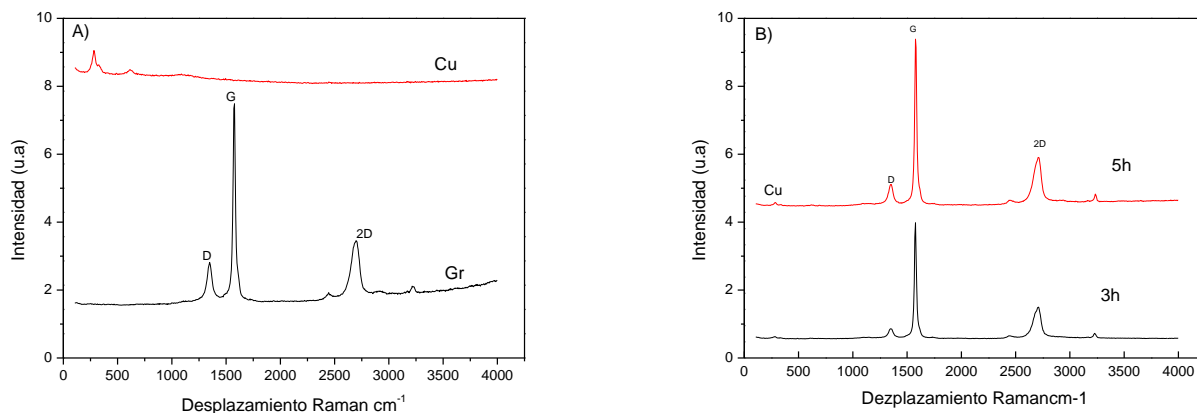 A)
Cu
G
D
2D
Gr
10
8
6
4
2
0
0 500 1000 1500 2000 2500 3000 3500 4000
Intensidad (u.a)
Desplazamiento Raman cm-1
B)
G
Cu
D
2D
5h
3h
10
8
6
4
2
0
0 500 1000 1500 2000 2500 3000 3500 4000
Intensidad (u.a)
Dezplazamiento Ramancm-1